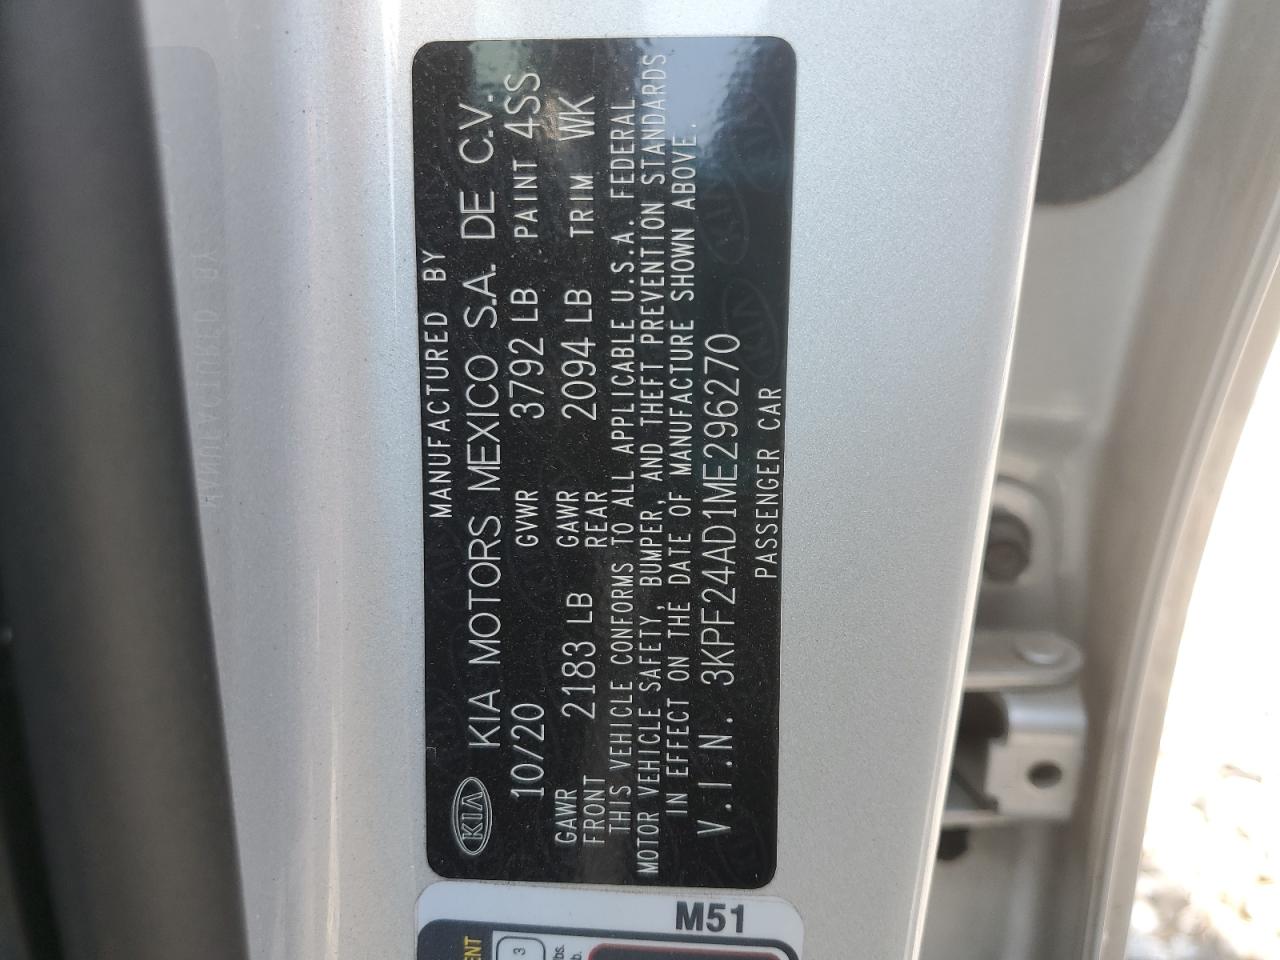 MANUFACTURED BY
KIA KIA MOTORS MEXICO S.A. DE C.V.
10/20 GVWR 3792 LB PAINT 4SS
GAWR FRONT 2183 LB GAWR REAR 2094 LB TRIM WK
THIS VEHICLE CONFORMS TO ALL APPLICABLE U.S.A. FEDERAL
MOTOR VEHICLE SAFETY, BUMPER, AND THEFT PREVENTION STANDARDS
IN EFFECT ON THE DATE OF MANUFACTURE SHOWN ABOVE.
V.I.N. 3KPF24AD1ME296270
PASSENGER CAR
M51
3